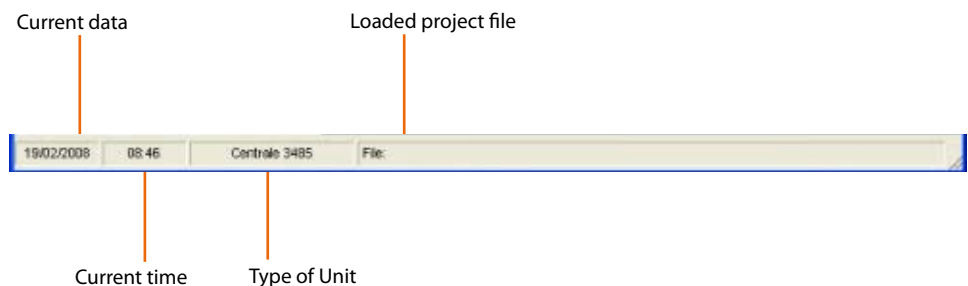 Current data
Loaded project file
19/02/2008 08:46 Centrale 3485 File:
Current time
Type of Unit